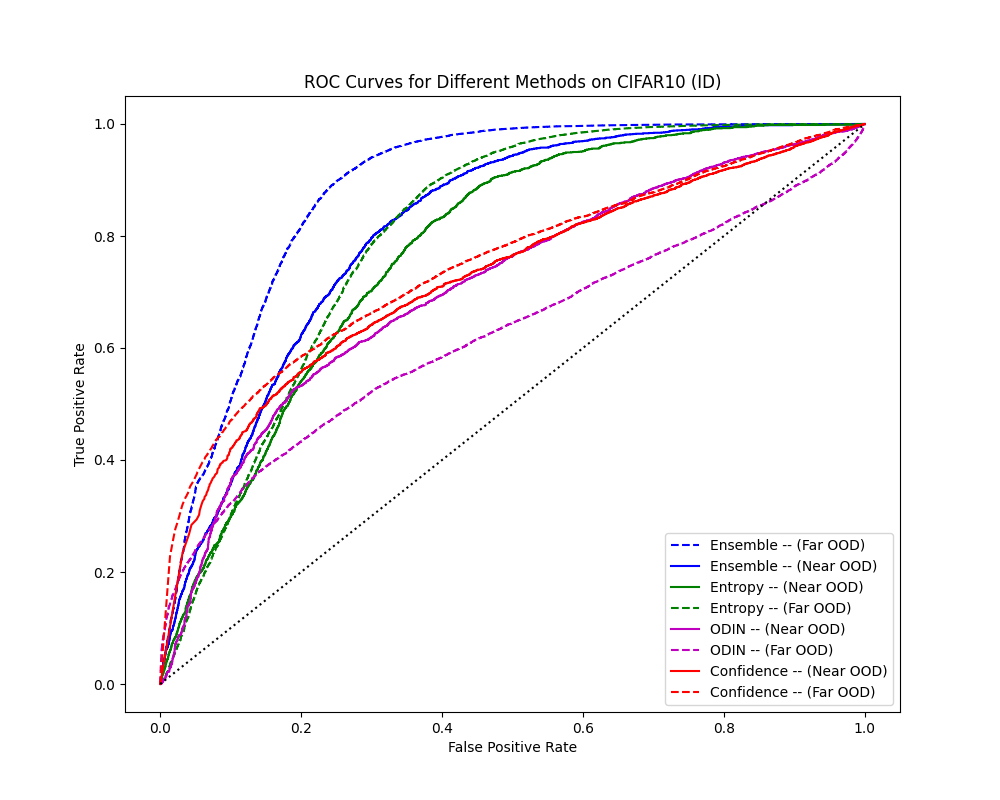 ROC Curves for Different Methods on CIFAR10 (ID)
True Positive Rate
1.0
0.8
0.6
0.4
0.2
0.0
Ensemble -- (Far OOD)
Ensemble -- (Near OOD)
Entropy -- (Near OOD)
Entropy -- (Far OOD)
ODIN -- (Near OOD)
ODIN -- (Far OOD)
Confidence -- (Near OOD)
Confidence -- (Far OOD)
0.0 0.2 0.4 0.6 0.8 1.0
False Positive Rate